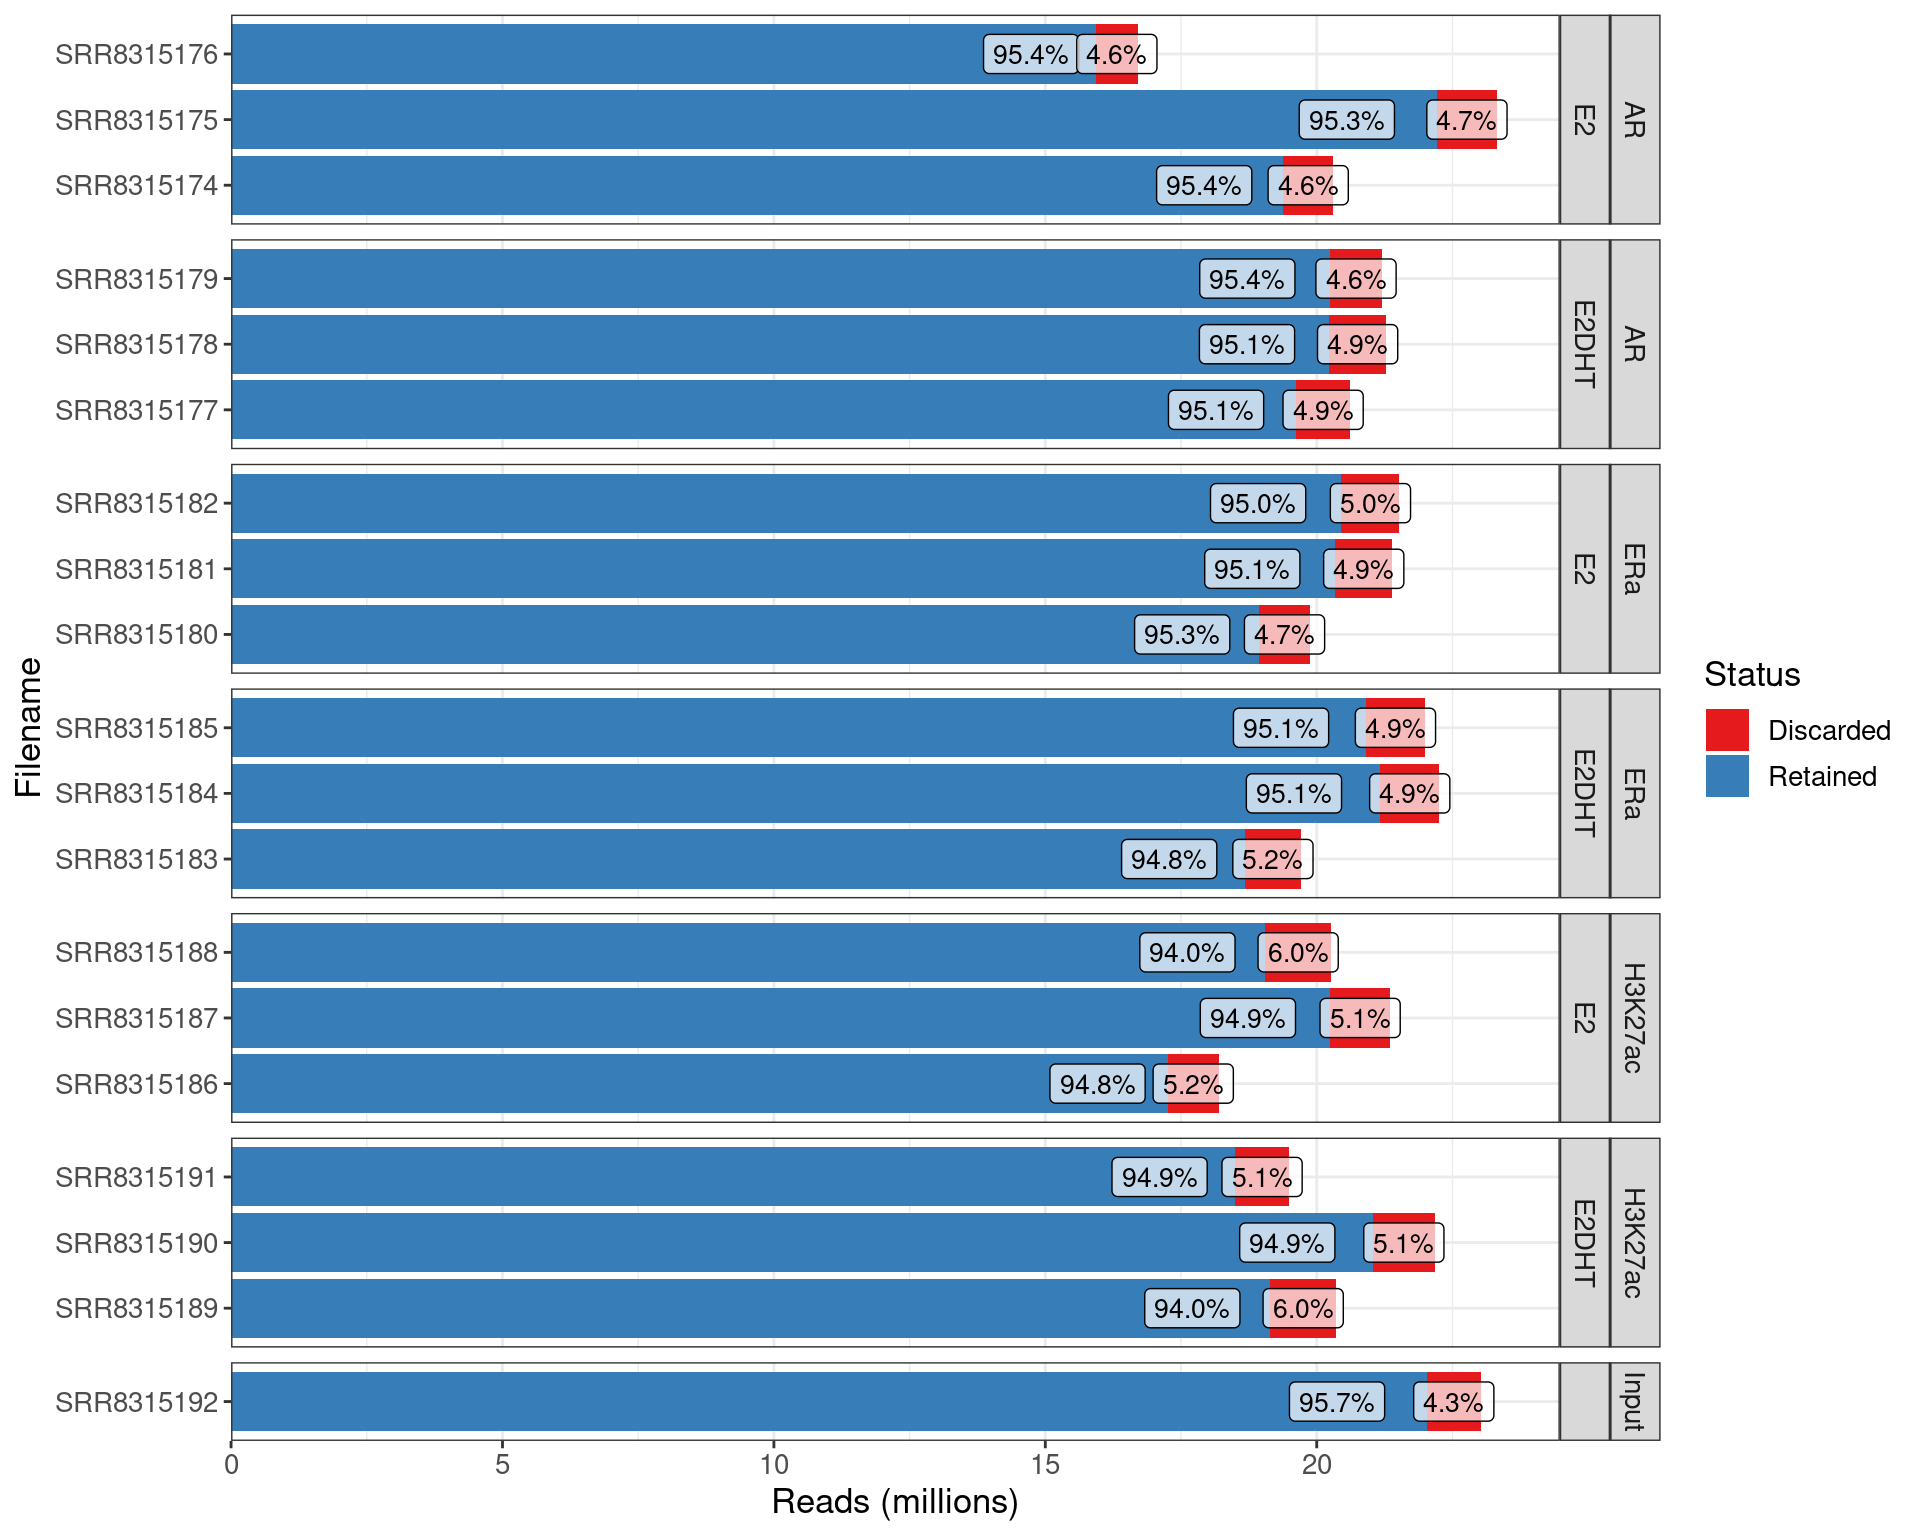 SRR8315176 95.4% 4.6%
SRR8315175 95.3% 4.7%
SRR8315174 95.4% 4.6%
E2 AR
SRR8315179 95.4% 4.6%
SRR8315178 95.1% 4.9%
SRR8315177 95.1% 4.9%
E2DHT AR
SRR8315182 95.0% 5.0%
SRR8315181 95.1% 4.9%
SRR8315180 95.3% 4.7%
E2 ERa
SRR8315185 95.1% 4.9%
SRR8315184 95.1% 4.9%
SRR8315183 94.8% 5.2%
E2DHT ERa
SRR8315188 94.0% 6.0%
SRR8315187 94.9% 5.1%
SRR8315186 94.8% 5.2%
E2 H3K27ac
SRR8315191 94.9% 5.1%
SRR8315190 94.9% 5.1%
SRR8315189 94.0% 6.0%
E2DHT H3K27ac
SRR8315192 95.7% 4.3%
Input
0 5 10 15 20
Reads (millions)
Filename
Status
Discarded
Retained